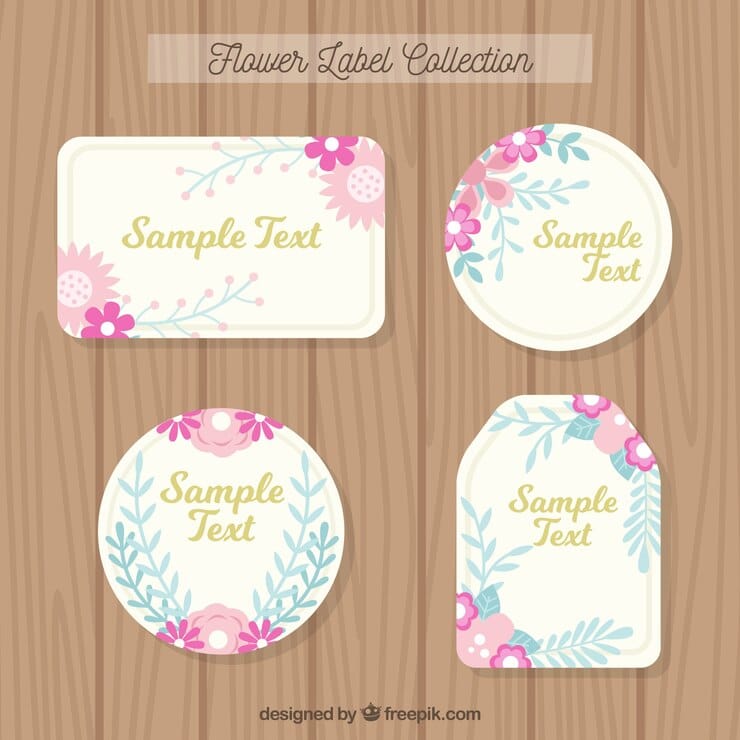 Flower Label Collection
Sample Text
Sample
Text
Sample
Text
Sample
Text
designed by freepik.com